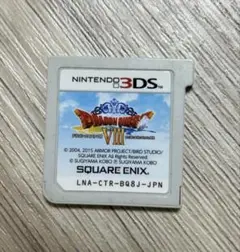 NINTENDO 3DS
DRAGON QUEST
VIII
© 2004, 2015 ARMOR PROJECT/BIRD STUDIO/
SQUARE ENIX
All Rights Reserved.
© SUGIYAMA KOBO ℗ SUGIYAMA KOBO
SQUARE ENIX
LNA-CTR-BQ8J-JPN